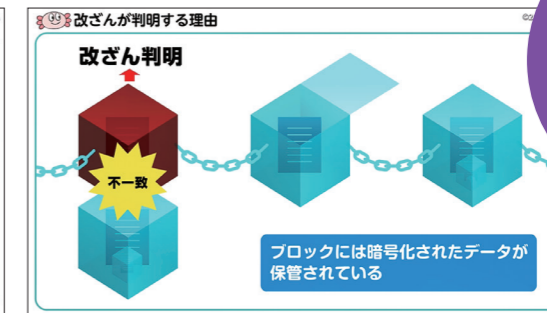 改ざんが判明する理由
改ざん判明
不一致
ブロックには暗号化されたデータが
保管されている